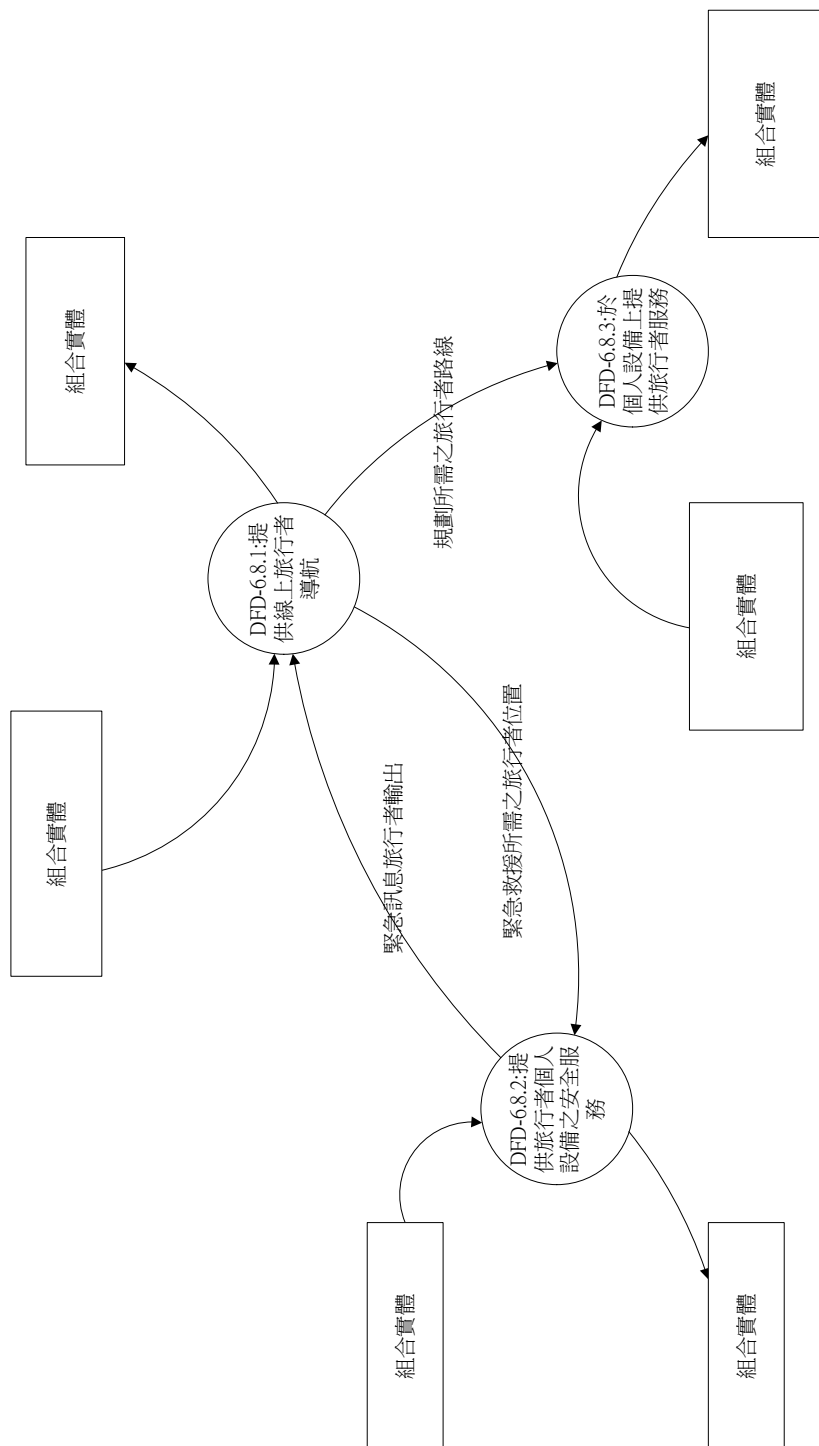 組合實體
組合實體
DFD-6.8.1:提
供線上旅行者
導航
緊急訊息旅行者輸出
組合實體
規劃所需之旅行者路線
緊急救援所需之旅行者位置
DFD-6.8.2:提
供旅行者個人
設備之安全服
務
DFD-6.8.3:於
個人設備上提
供旅行者服務
組合實體
組合實體
組合實體